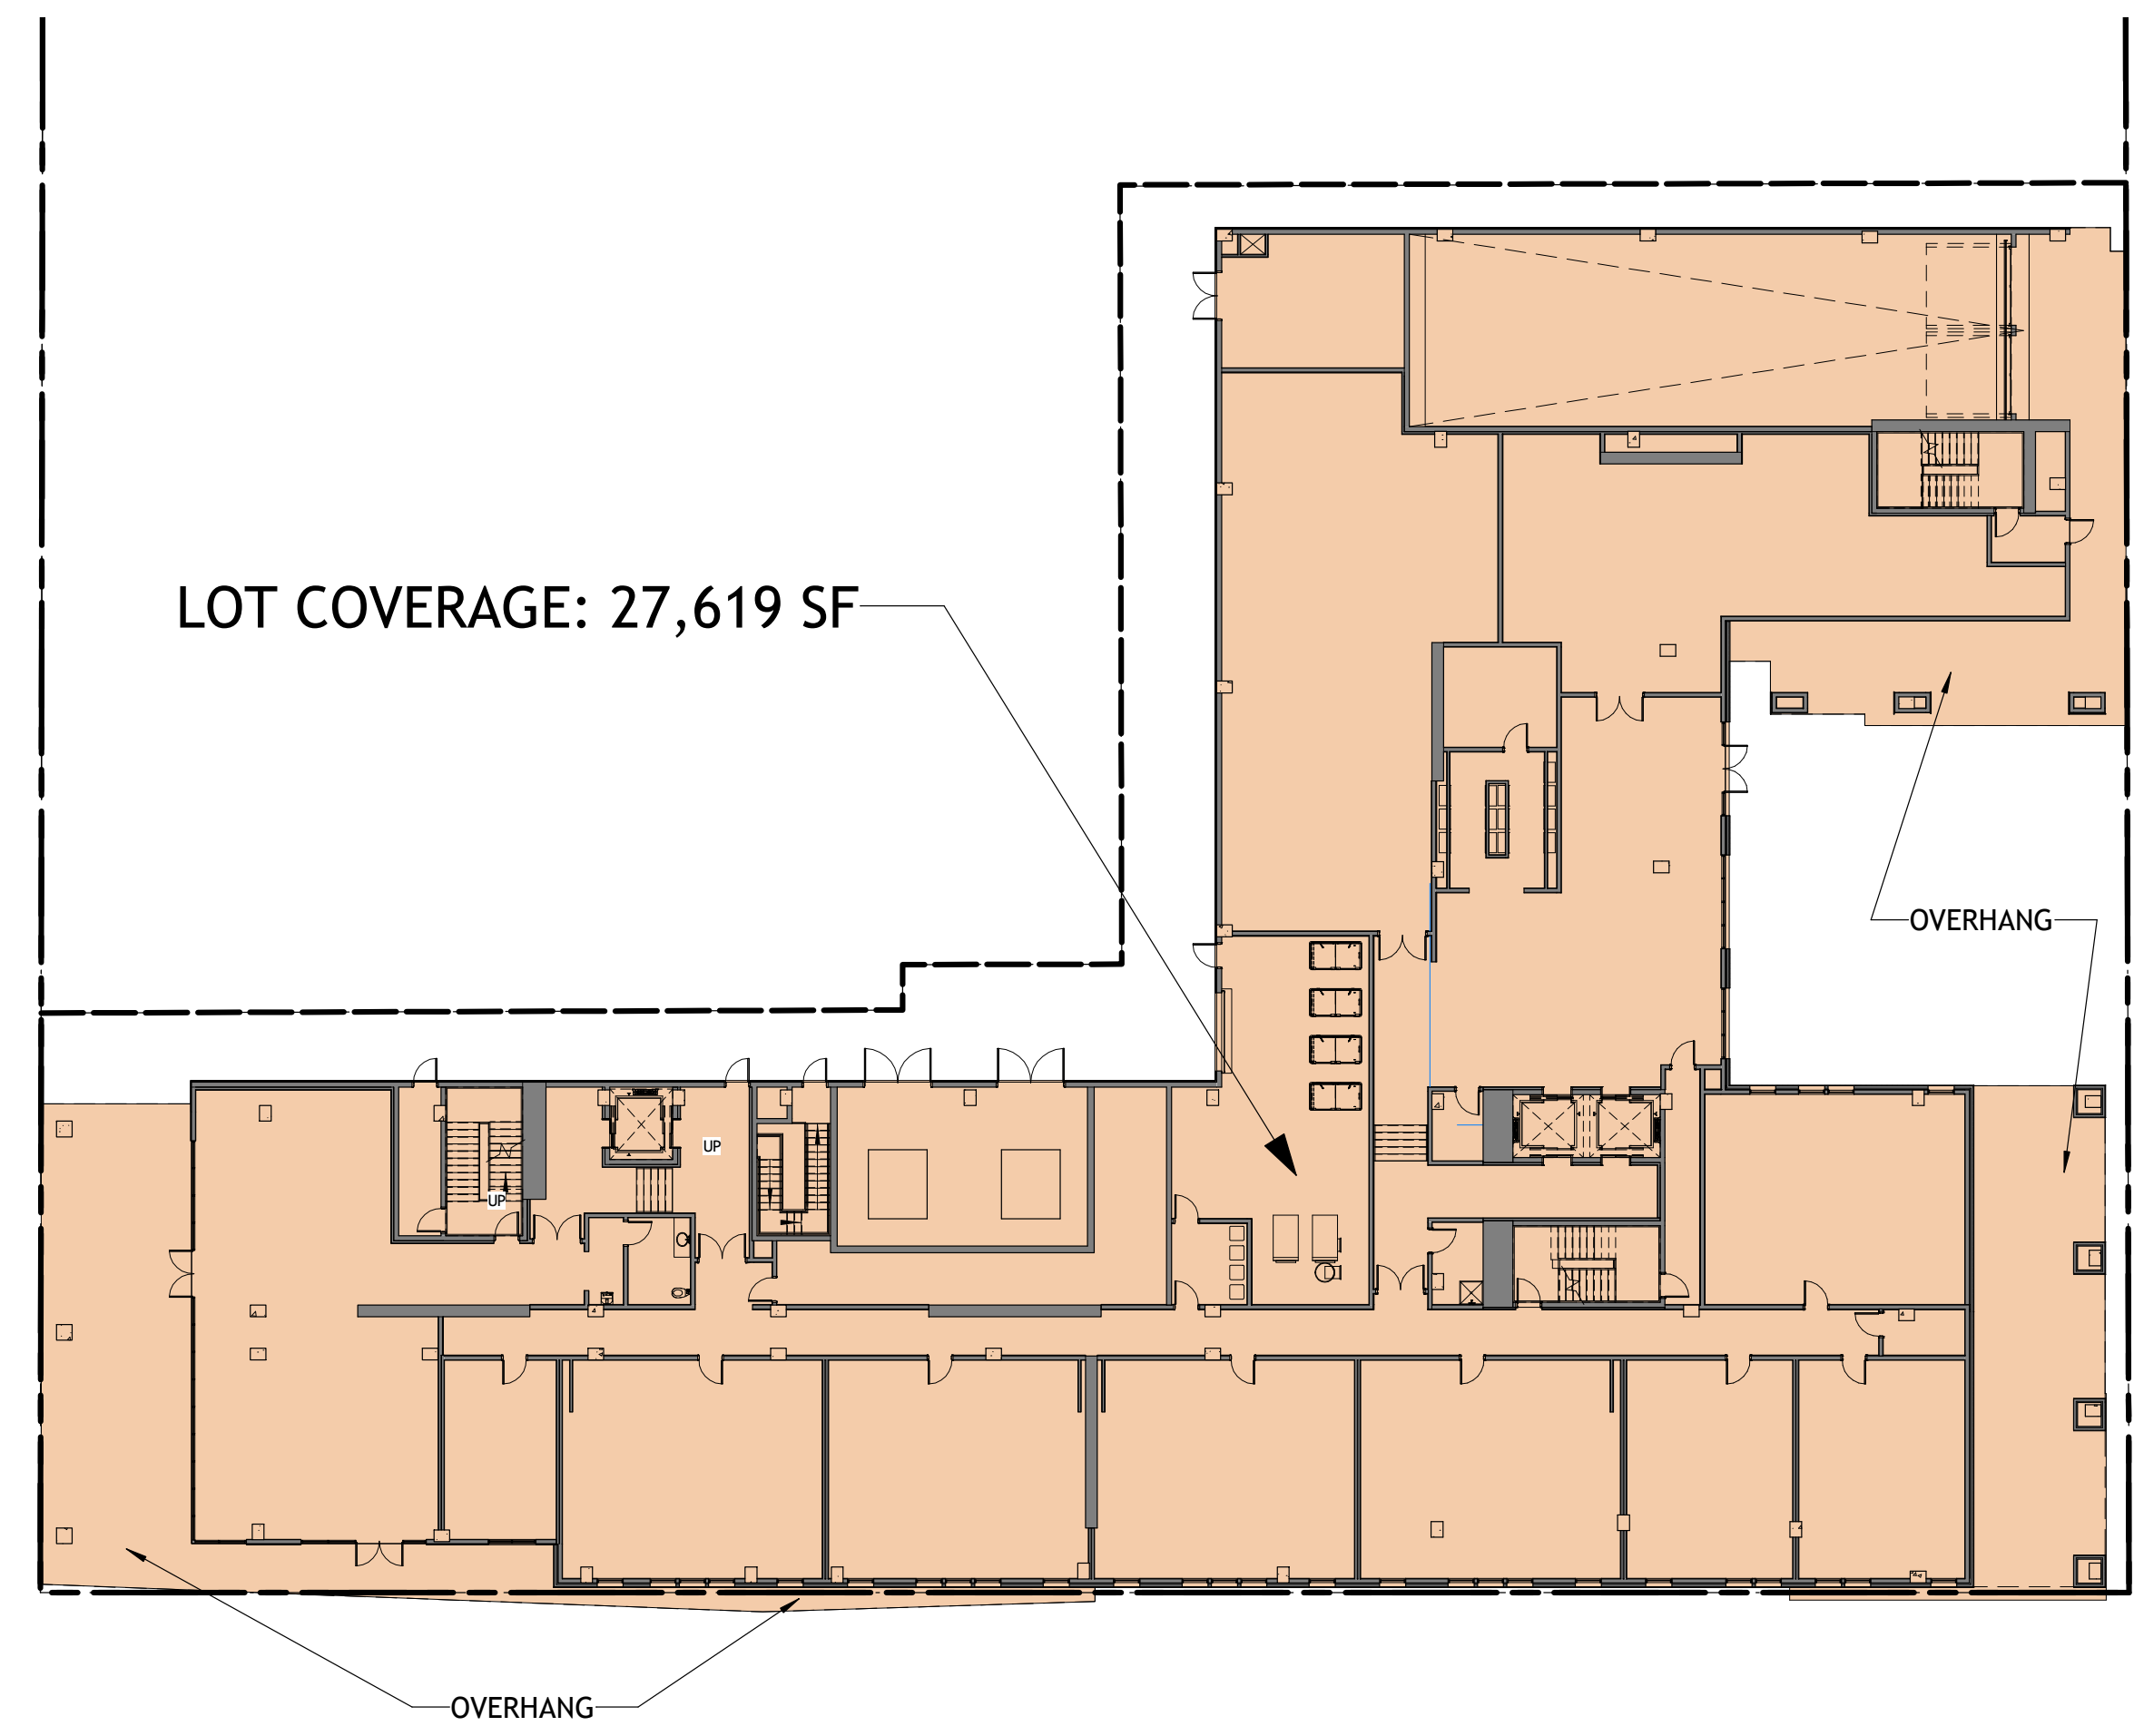 LOT COVERAGE: 27,619 SF
OVERHANG
UP
UP
OVERHANG